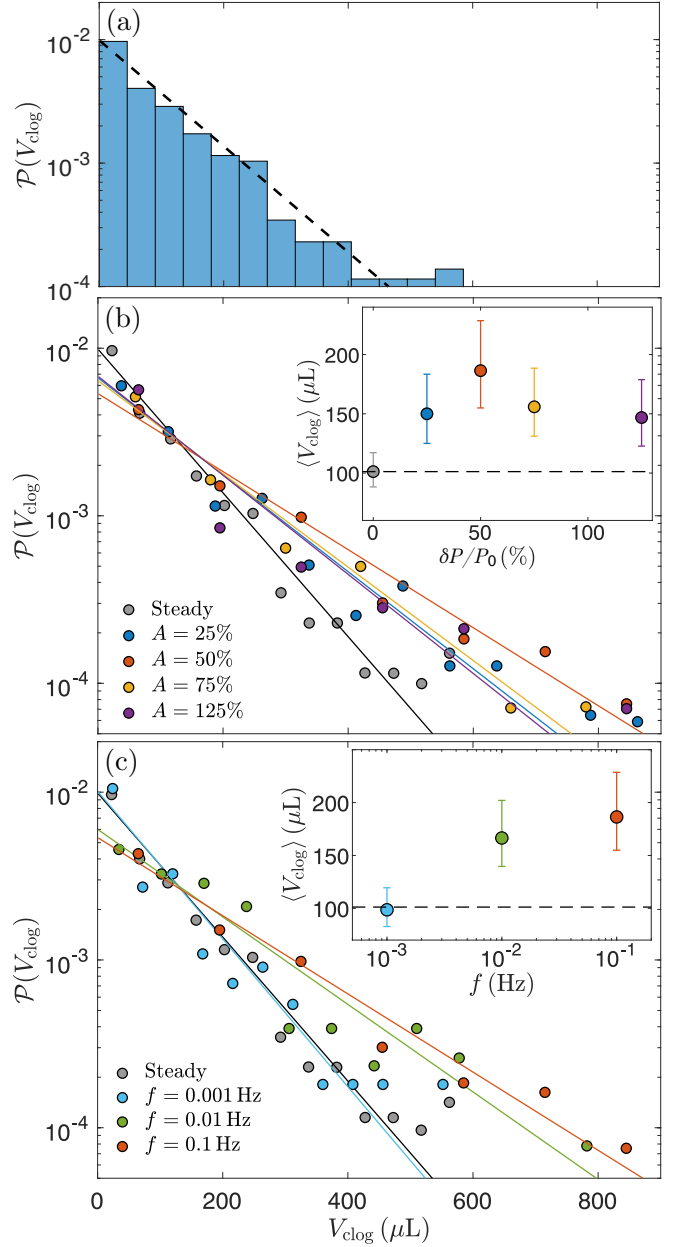 (a)
10⁻²
10⁻³
10⁻⁴
𝒫(V_clog)
(b)
10⁻²
10⁻³
10⁻⁴
𝒫(V_clog)
200
150
100
⟨V_clog⟩ (μL)
0 50 100
δP/P₀ (%)
Steady
A = 25%
A = 50%
A = 75%
A = 125%
(c)
10⁻²
10⁻³
10⁻⁴
𝒫(V_clog)
200
150
100
⟨V_clog⟩ (μL)
10⁻³ 10⁻² 10⁻¹
f (Hz)
Steady
f = 0.001 Hz
f = 0.01 Hz
f = 0.1 Hz
0 200 400 600 800
V_clog (μL)